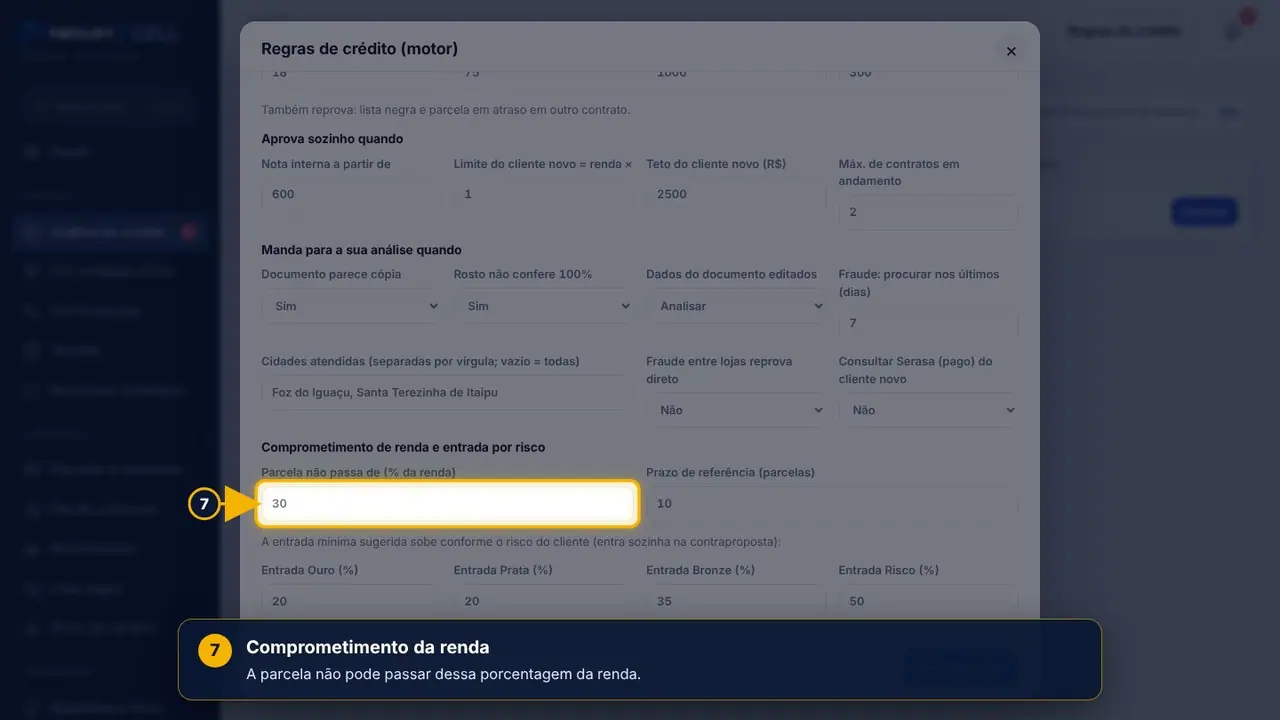 Regras de crédito (motor)
18 75 1000 300
Também reprova: lista negra e parcela em atraso em outro contrato.
Aprova sozinho quando
Nota interna a partir de
Limite do cliente novo = renda ×
Teto do cliente novo (R$)
Máx. de contratos em
andamento
600
1
2500
2
Manda para a sua análise quando
Documento parece cópia
Rosto não confere 100%
Dados do documento editados
Fraude: procurar nos últimos
(dias)
Sim
Sim
Analisar
7
Cidades atendidas (separadas por vírgula; vazio = todas)
Fraude entre lojas reprova
direto
Consultar Serasa (pago) do
cliente novo
Foz do Iguaçu, Santa Terezinha de Itaipu
Não
Não
Comprometimento de renda e entrada por risco
Parcela não passa de (% da renda)
Prazo de referência (parcelas)
7
30
10
A entrada mínima sugerida sobe conforme o risco do cliente (entra sozinha na contraproposta):
Entrada Ouro (%)
Entrada Prata (%)
Entrada Bronze (%)
Entrada Risco (%)
20
20
35
50
7
Comprometimento da renda
A parcela não pode passar dessa porcentagem da renda.